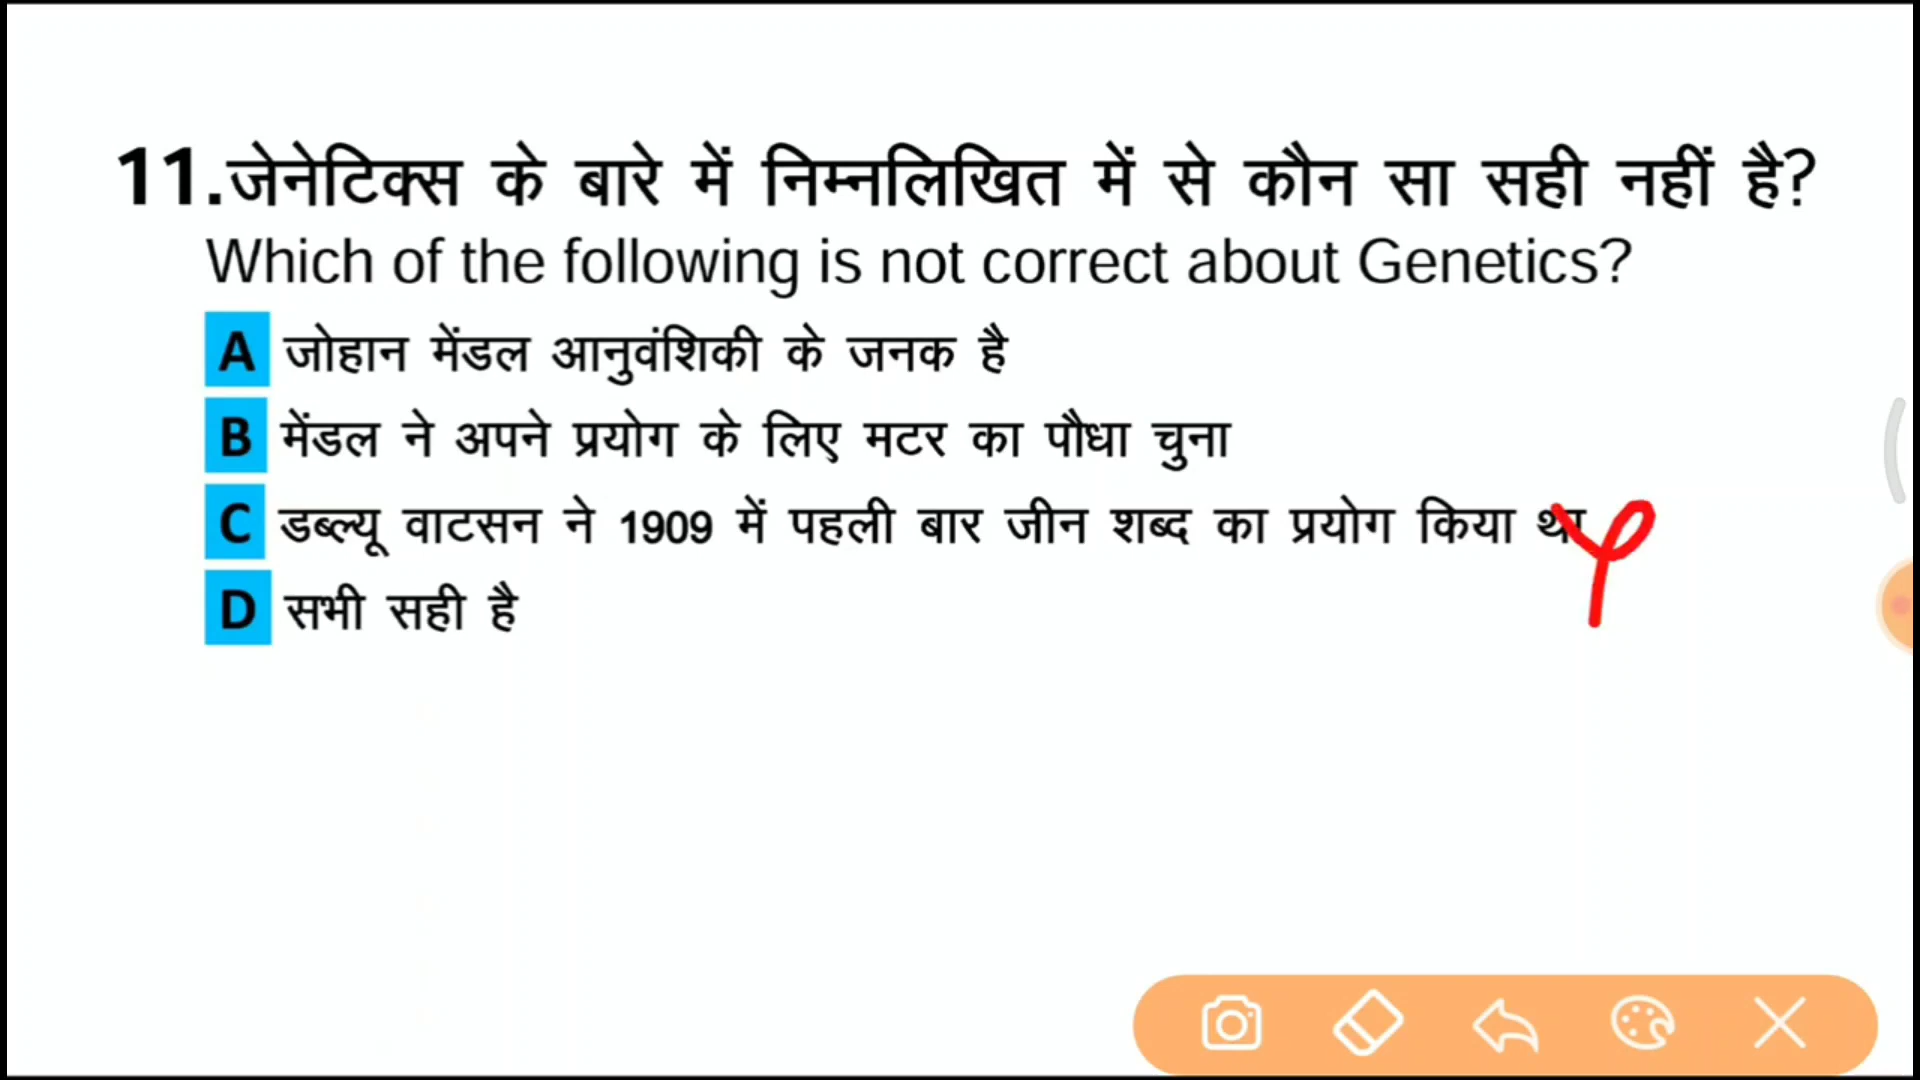 11.जेनेटिक्स के बारे में निम्नलिखित में से कौन सा सही नहीं है?
Which of the following is not correct about Genetics?
A जोहान मेंडल आनुवंशिकी के जनक है
B मेंडल ने अपने प्रयोग के लिए मटर का पौधा चुना
C डब्ल्यू वाटसन ने 1909 में पहली बार जीन शब्द का प्रयोग किया था
D सभी सही है